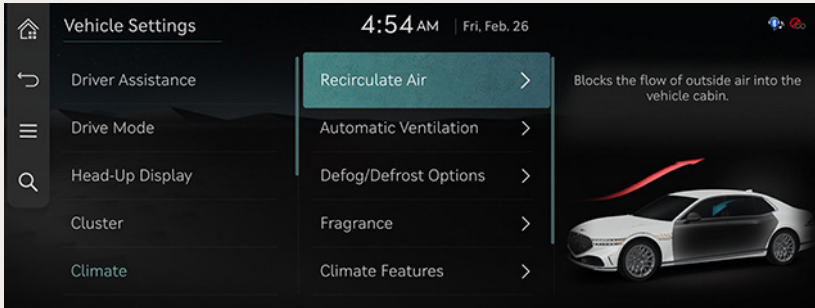 Vehicle Settings
4:54 AM
Fri, Feb. 26
Driver Assistance
Drive Mode
Head-Up Display
Cluster
Climate
Recirculate Air
Automatic Ventilation
Defog/Defrost Options
Fragrance
Climate Features
Blocks the flow of outside air into the
vehicle cabin.